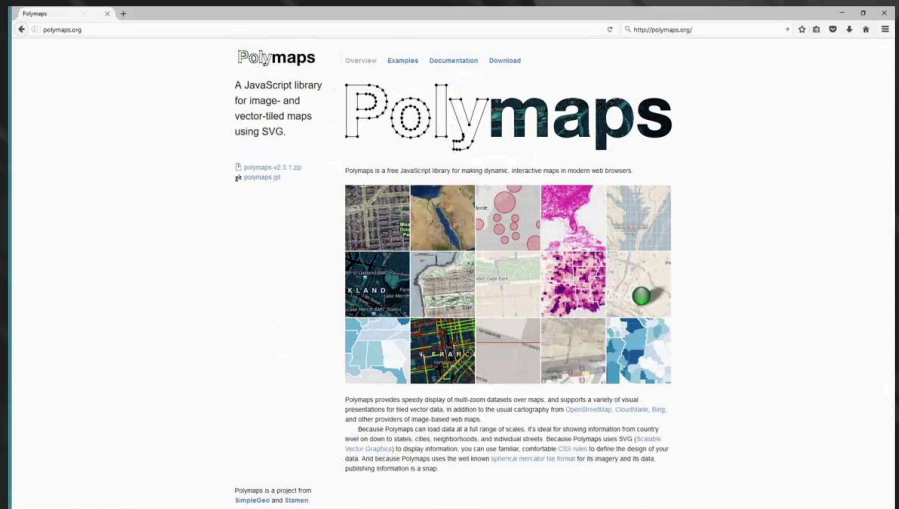 Polymaps
polymaps.org
http://polymaps.org/
Polymaps
Overview Examples Documentation Download
A JavaScript library
for image- and
vector-tiled maps
using SVG.
polymaps-v2.5.1.zip
git polymaps.git
Polymaps
Polymaps is a free JavaScript library for making dynamic, interactive maps in modern web browsers.
KLAND
FRANC
Polymaps provides speedy display of multi-zoom datasets over maps, and supports a variety of visual
presentations for tiled vector data, in addition to the usual cartography from OpenStreetMap, CloudMade, Bing,
and other providers of image-based web maps.
Because Polymaps can load data at a full range of scales, it's ideal for showing information from country
level on down to states, cities, neighborhoods, and individual streets. Because Polymaps uses SVG (Scalable
Vector Graphics) to display information, you can use familiar, comfortable CSS rules to define the design of your
data. And because Polymaps uses the well known spherical mercator tile format for its imagery and its data,
publishing information is a snap.
Polymaps is a project from
SimpleGeo and Stamen.